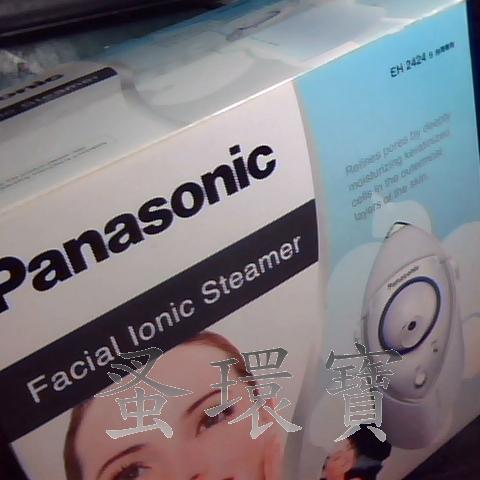 EH 2424
Panasonic
Facial Ionic Steamer
Refines pores by deeply
moisturizing keratinized
cells in the outermost
layers of the skin.
Panasonic
蚤環寶